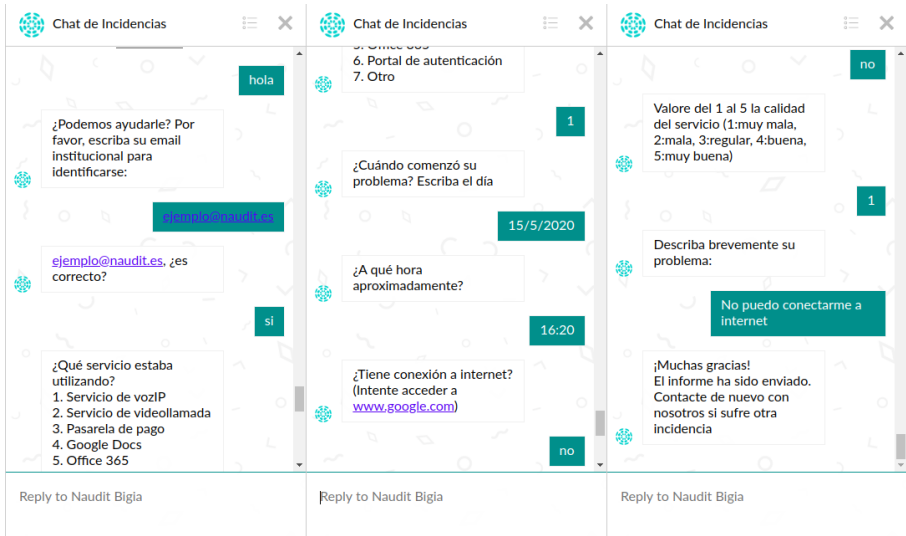 Chat de Incidencias
hola
¿Podemos ayudarle? Por
favor, escriba su email
institucional para
identificarse:
ejemplo@naudit.es
ejemplo@naudit.es, ¿es
correcto?
si
¿Qué servicio estaba
utilizando?
1. Servicio de vozIP
2. Servicio de videollamada
3. Pasarela de pago
4. Google Docs
5. Office 365
Reply to Naudit Bigia
Chat de Incidencias
5. Office 365
6. Portal de autenticación
7. Otro
1
¿Cuándo comenzó su
problema? Escriba el día
15/5/2020
¿A qué hora
aproximadamente?
16:20
¿Tiene conexión a internet?
(Intente acceder a
www.google.com)
no
Reply to Naudit Bigia
Chat de Incidencias
no
Valore del 1 al 5 la calidad
del servicio (1:muy mala,
2:mala, 3:regular, 4:buena,
5:muy buena)
1
Describa brevemente su
problema:
No puedo conectarme a
internet
¡Muchas gracias!
El informe ha sido enviado.
Contacte de nuevo con
nosotros si sufre otra
incidencia
Reply to Naudit Bigia